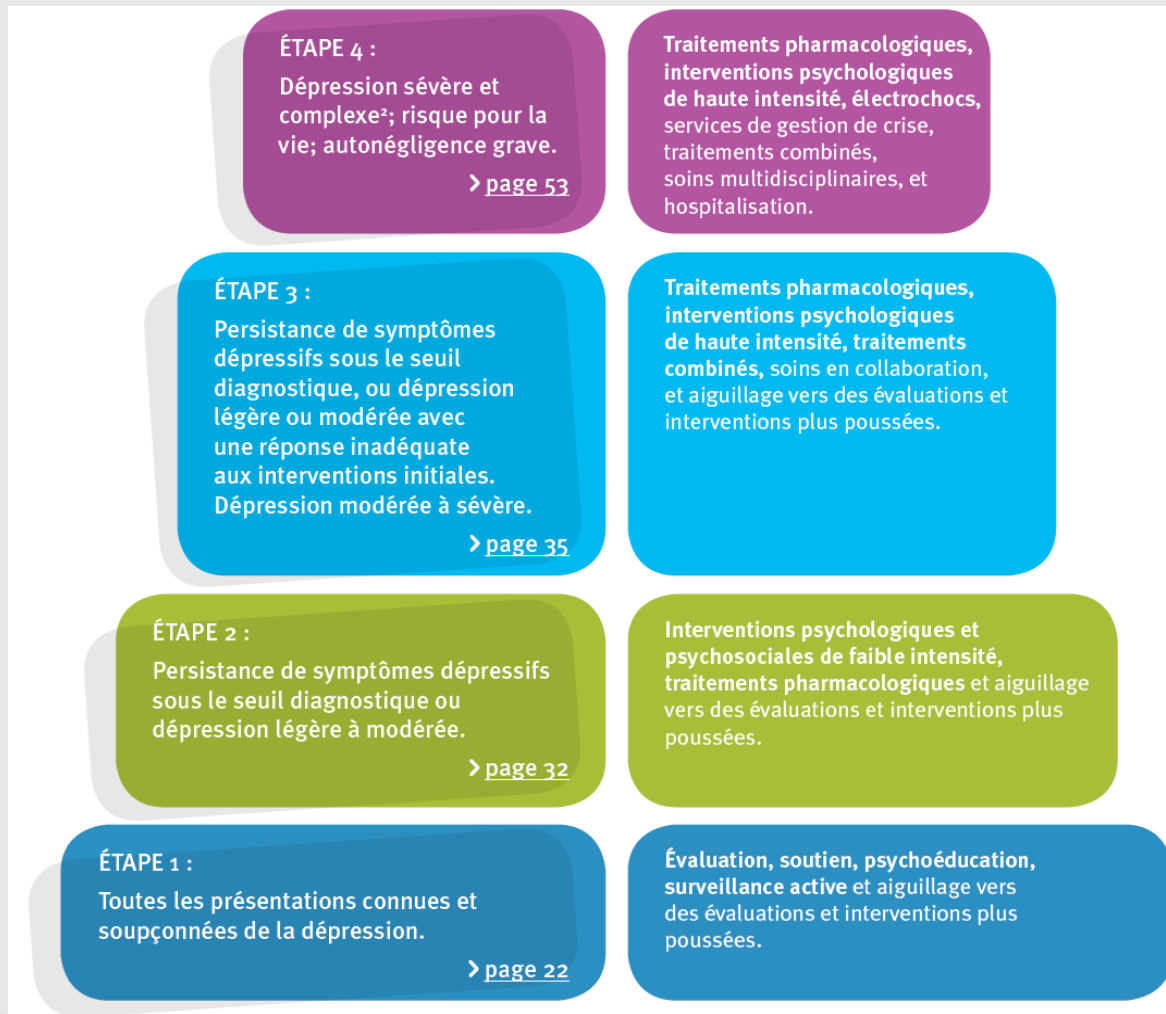 ÉTAPE 4 :
Dépression sévère et
complexe²; risque pour la
vie; autonégligence grave.
> page 53
Traitements pharmacologiques,
interventions psychologiques
de haute intensité, électrochocs,
services de gestion de crise,
traitements combinés,
soins multidisciplinaires, et
hospitalisation.
ÉTAPE 3 :
Persistance de symptômes
dépressifs sous le seuil
diagnostique, ou dépression
légère ou modérée avec
une réponse inadéquate
aux interventions initiales.
Dépression modérée à sévère.
> page 35
Traitements pharmacologiques,
interventions psychologiques
de haute intensité, traitements
combinés, soins en collaboration,
et aiguillage vers des évaluations et
interventions plus poussées.
ÉTAPE 2 :
Persistance de symptômes dépressifs
sous le seuil diagnostique ou
dépression légère à modérée.
> page 32
Interventions psychologiques et
psychosociales de faible intensité,
traitements pharmacologiques et aiguillage
vers des évaluations et interventions plus
poussées.
ÉTAPE 1 :
Toutes les présentations connues et
soupçonnées de la dépression.
> page 22
Évaluation, soutien, psychoéducation,
surveillance active et aiguillage vers
des évaluations et interventions plus
poussées.